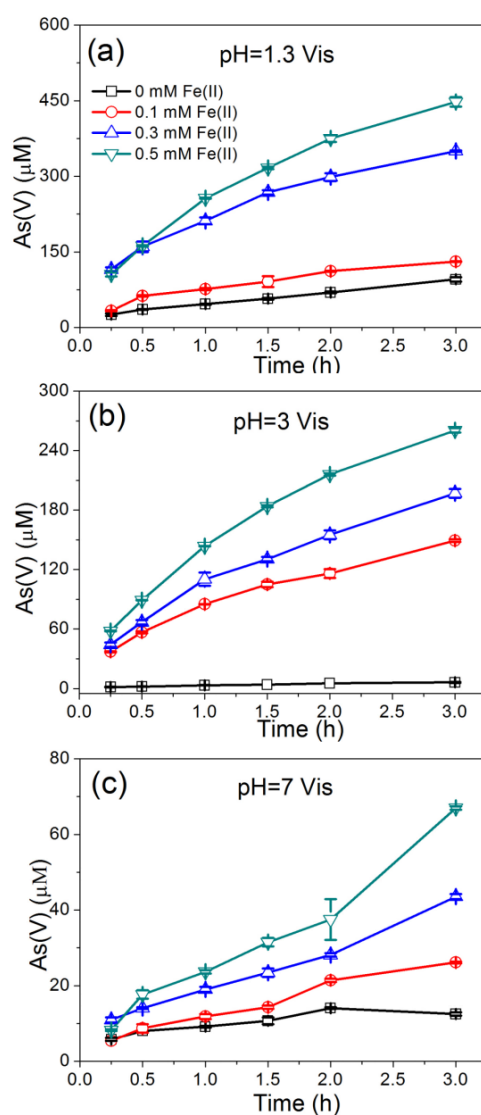 (a)
pH=1.3 Vis
0 mM Fe(II)
0.1 mM Fe(II)
0.3 mM Fe(II)
0.5 mM Fe(II)
As(V) (μM)
600
450
300
150
0
0.0 0.5 1.0 1.5 2.0 2.5 3.0
Time (h)
(b)
pH=3 Vis
As(V) (μM)
300
240
180
120
60
0
0.0 0.5 1.0 1.5 2.0 2.5 3.0
Time (h)
(c)
pH=7 Vis
As(V) (μM)
80
60
40
20
0
0.0 0.5 1.0 1.5 2.0 2.5 3.0
Time (h)